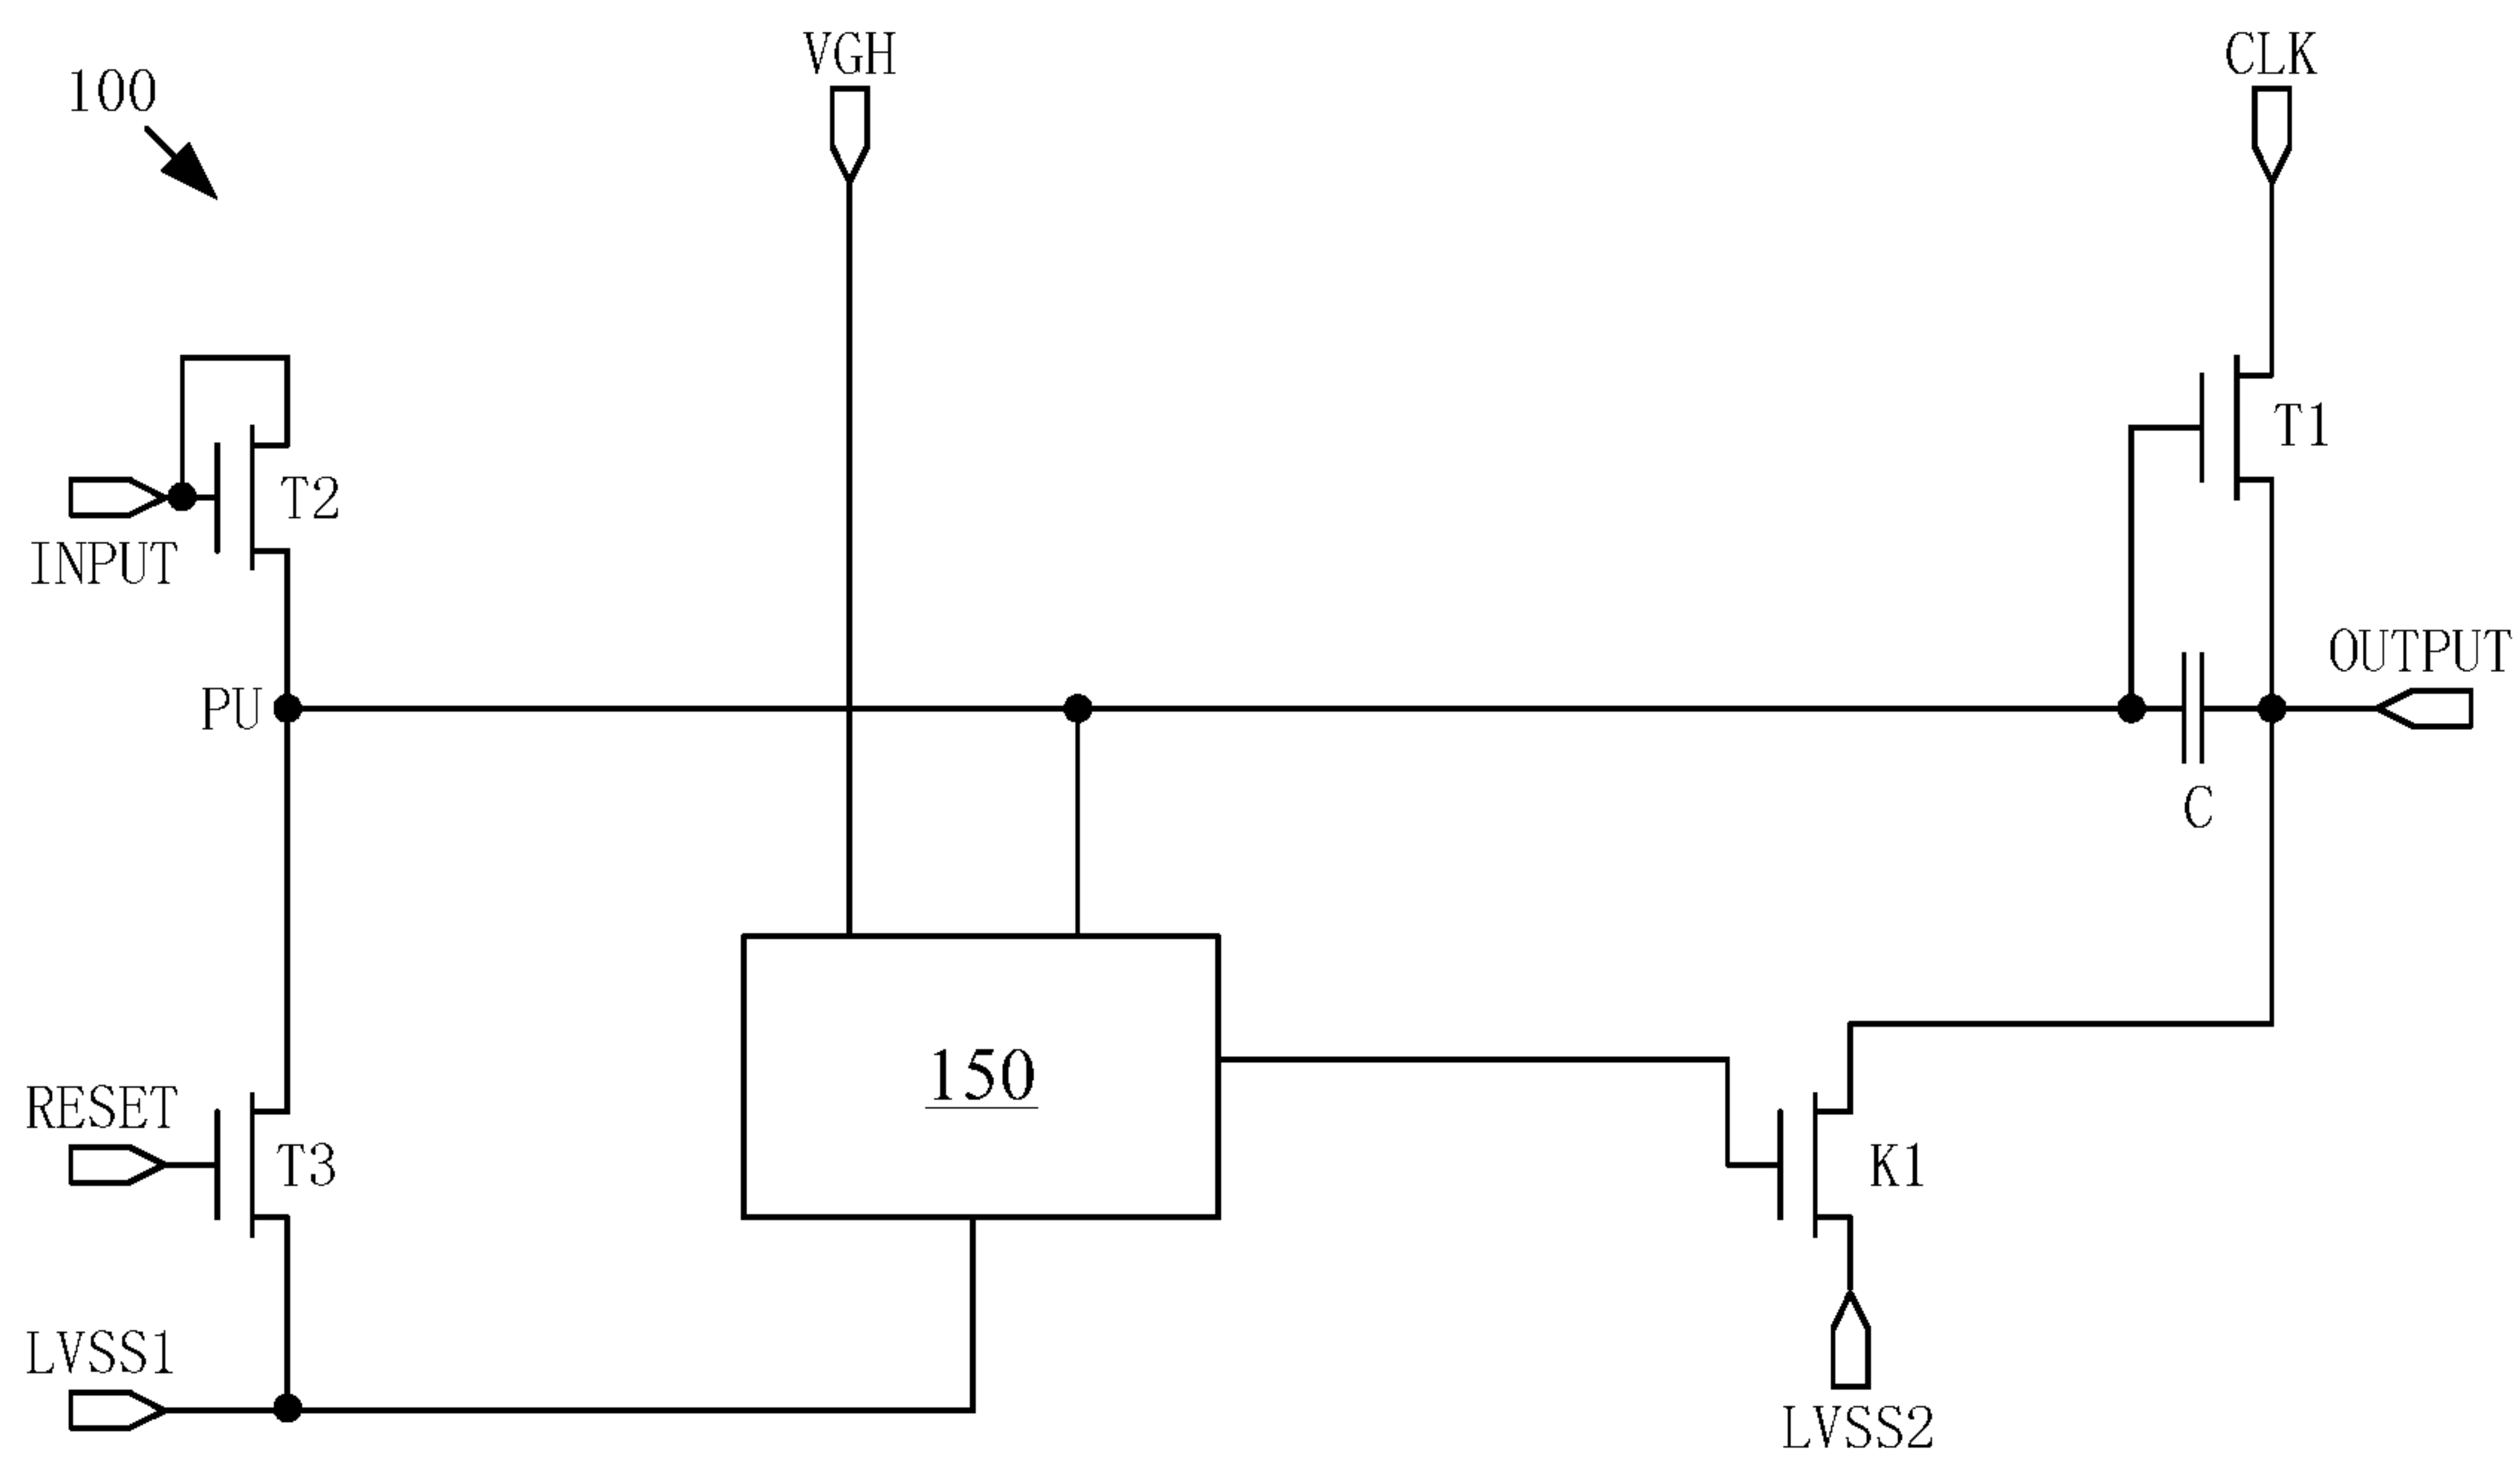 VGH
CLK
100
T1
T2
INPUT
OUTPUT
PU
C
150
RESET
T3
K1
LVSS1
LVSS2